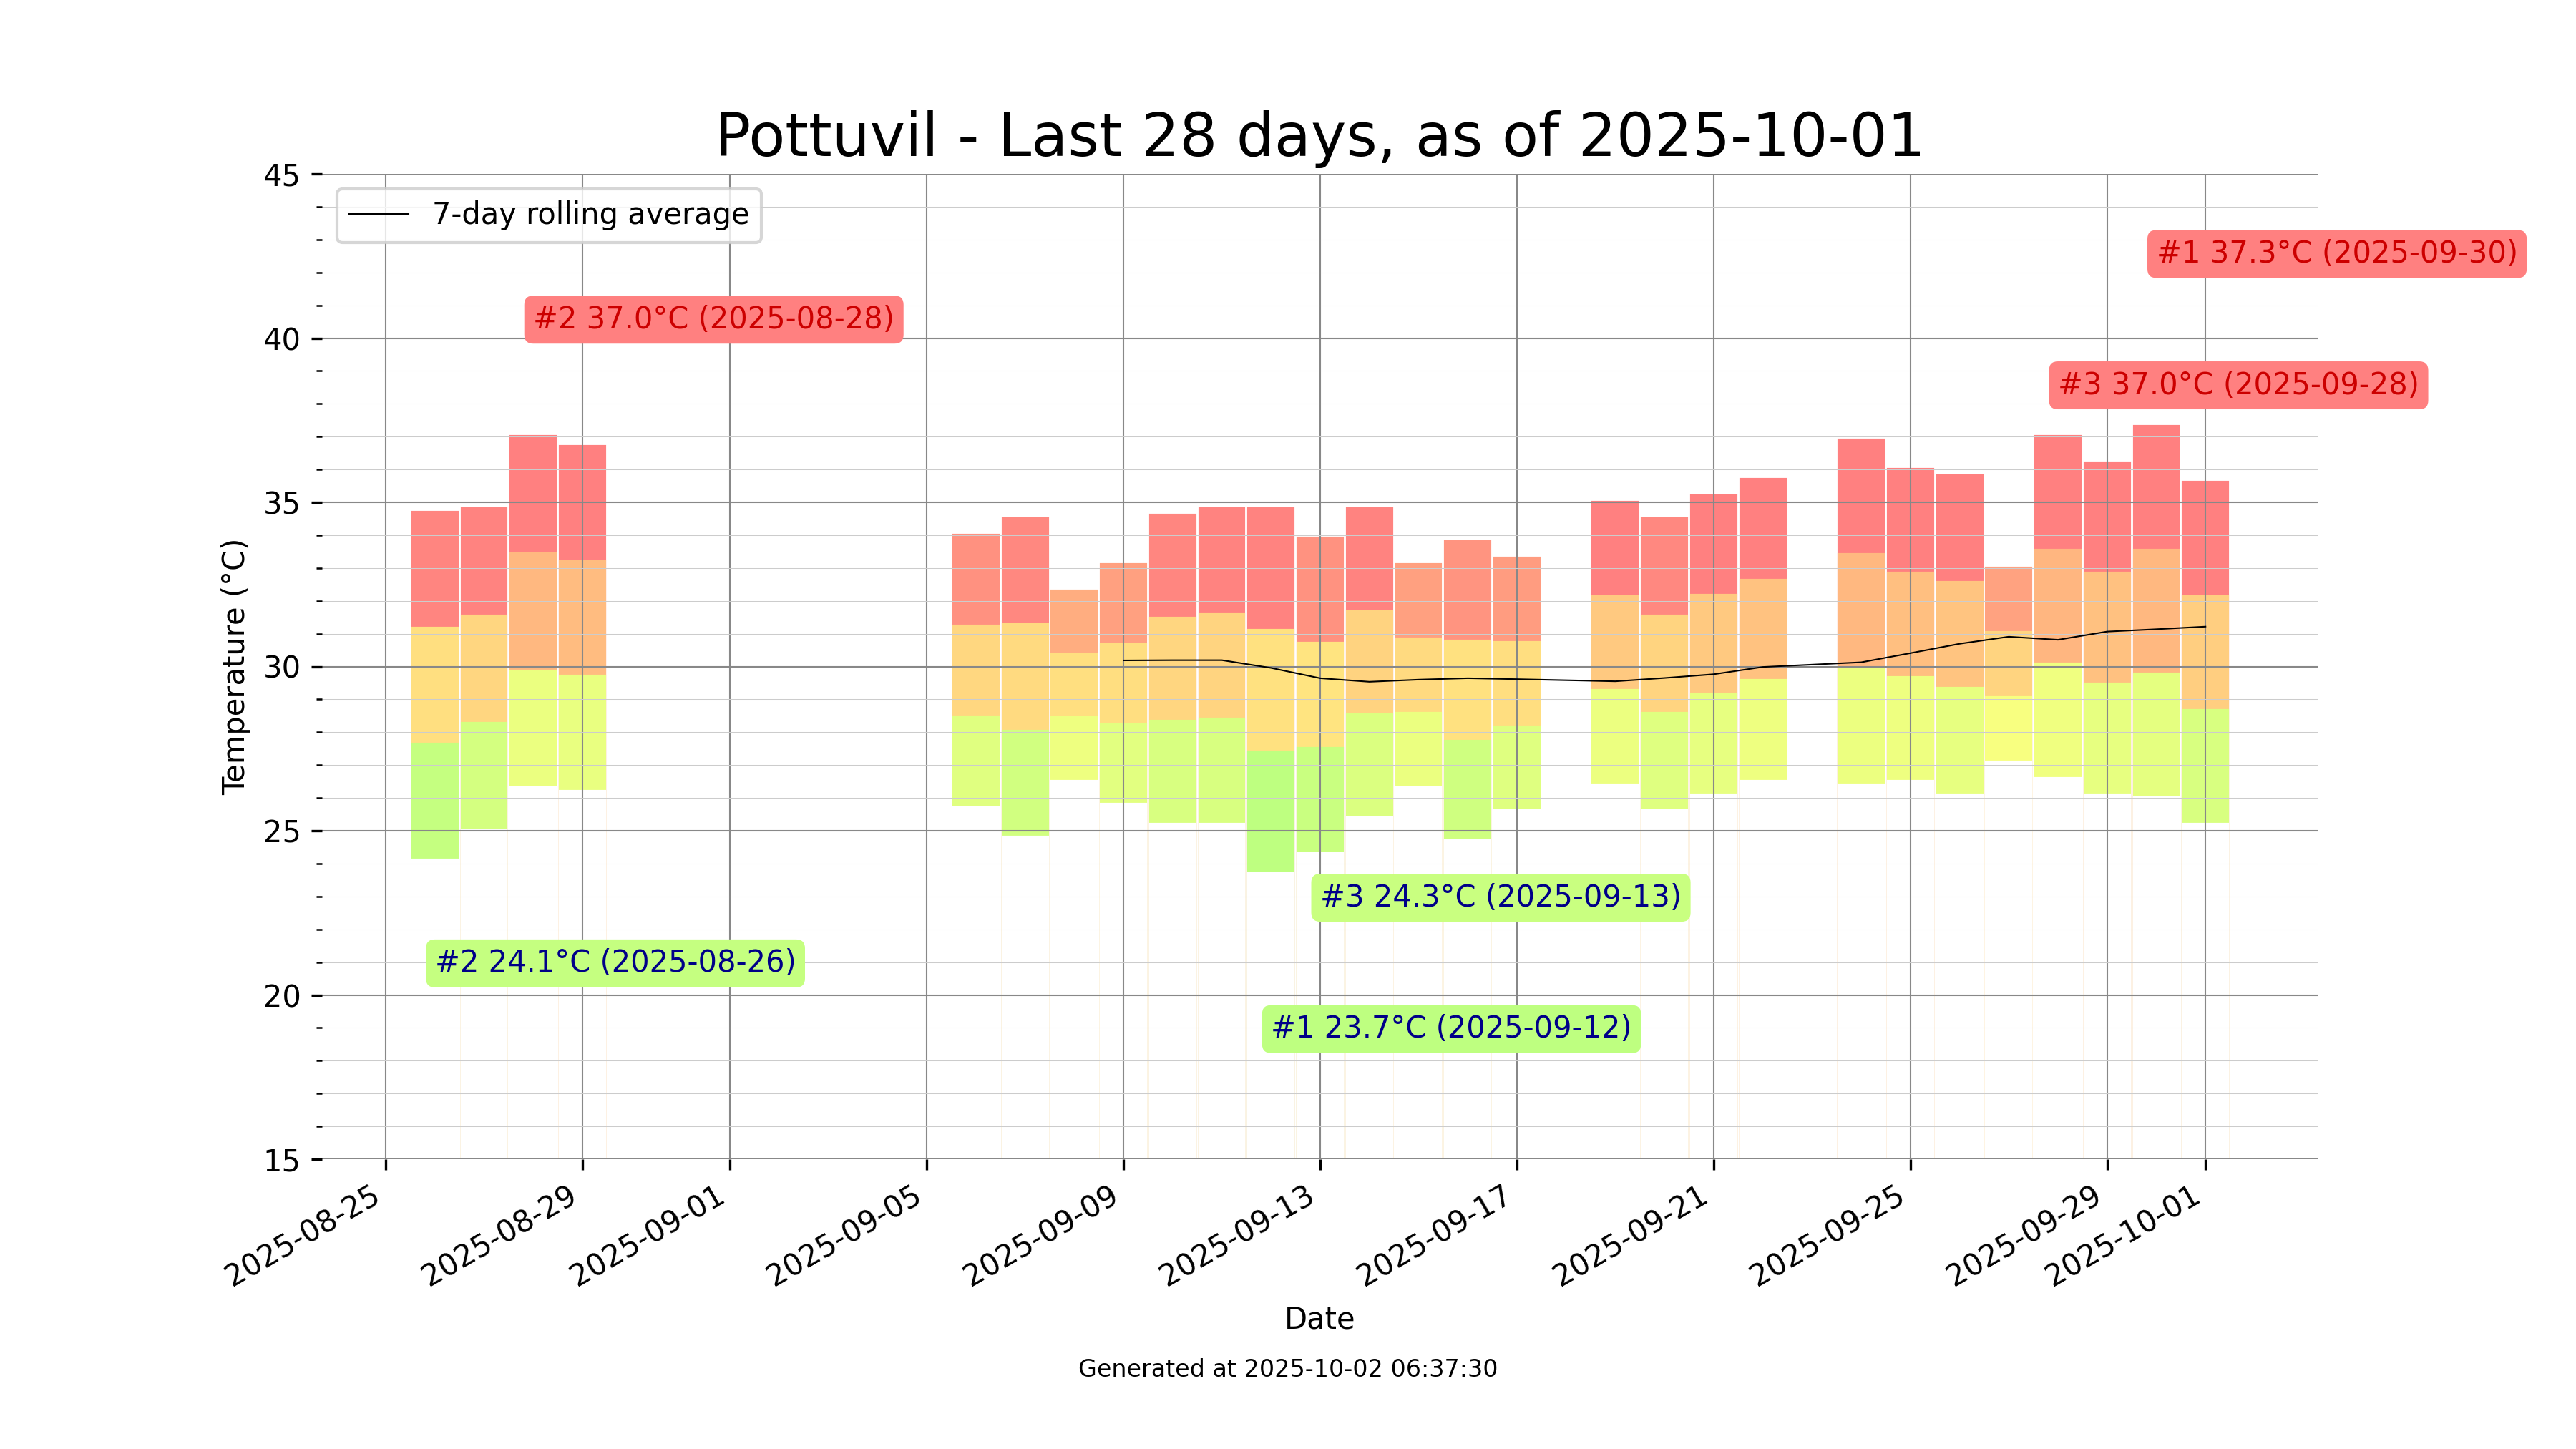 Pottuvil - Last 28 days, as of 2025-10-01
45
7-day rolling average
#1 37.3°C (2025-09-30)
#2 37.0°C (2025-08-28)
40
#3 37.0°C (2025-09-28)
35
Temperature (°C)
30
25
#3 24.3°C (2025-09-13)
#2 24.1°C (2025-08-26)
20
#1 23.7°C (2025-09-12)
15
2025-08-25
2025-08-29
2025-09-01
2025-09-05
2025-09-09
2025-09-13
2025-09-17
2025-09-21
2025-09-25
2025-09-29
2025-10-01
Date
Generated at 2025-10-02 06:37:30